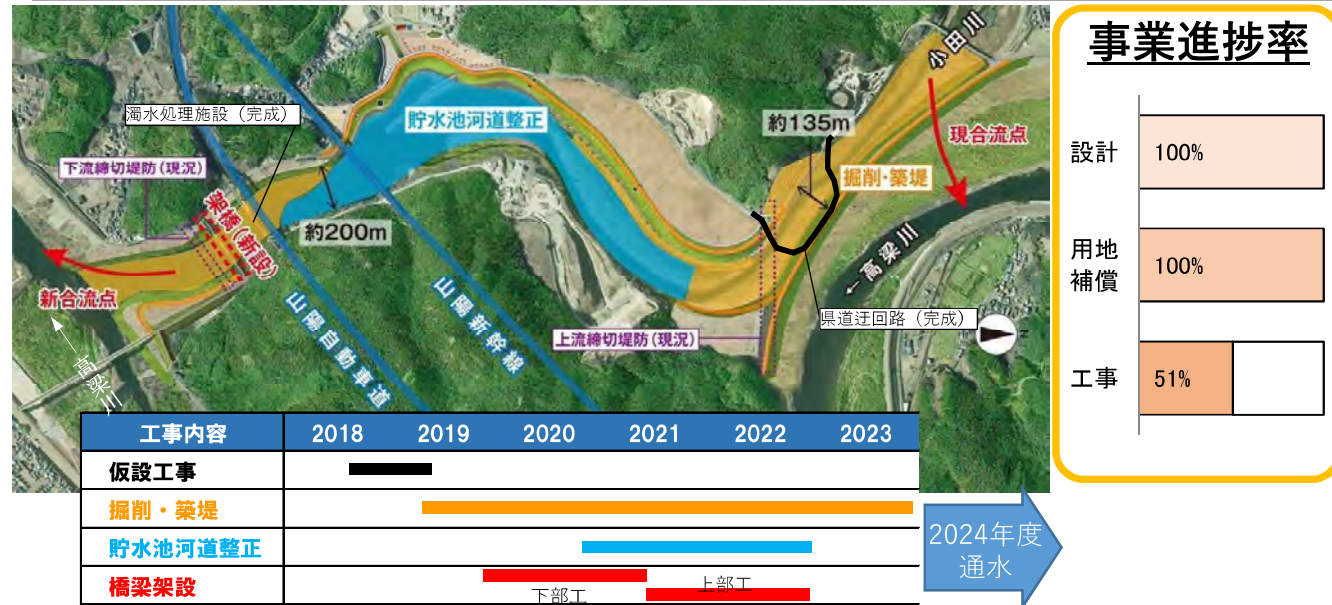 事業進捗率
設計
100%
用地
補償
100%
工事
51%
小田川
現合流点
約135m
掘削・築堤
貯水池河道整正
濁水処理施設（完成）
下流締切堤防（現況）
架橋（新設）
約200m
新合流点
←高梁川
山陽自動車道
山陽新幹線
上流締切堤防（現況）
県道迂回路（完成）
←高梁川
工事内容 2018 2019 2020 2021 2022 2023
仮設工事
掘削・築堤
貯水池河道整正
橋梁架設
下部工
上部工
2024年度
通水